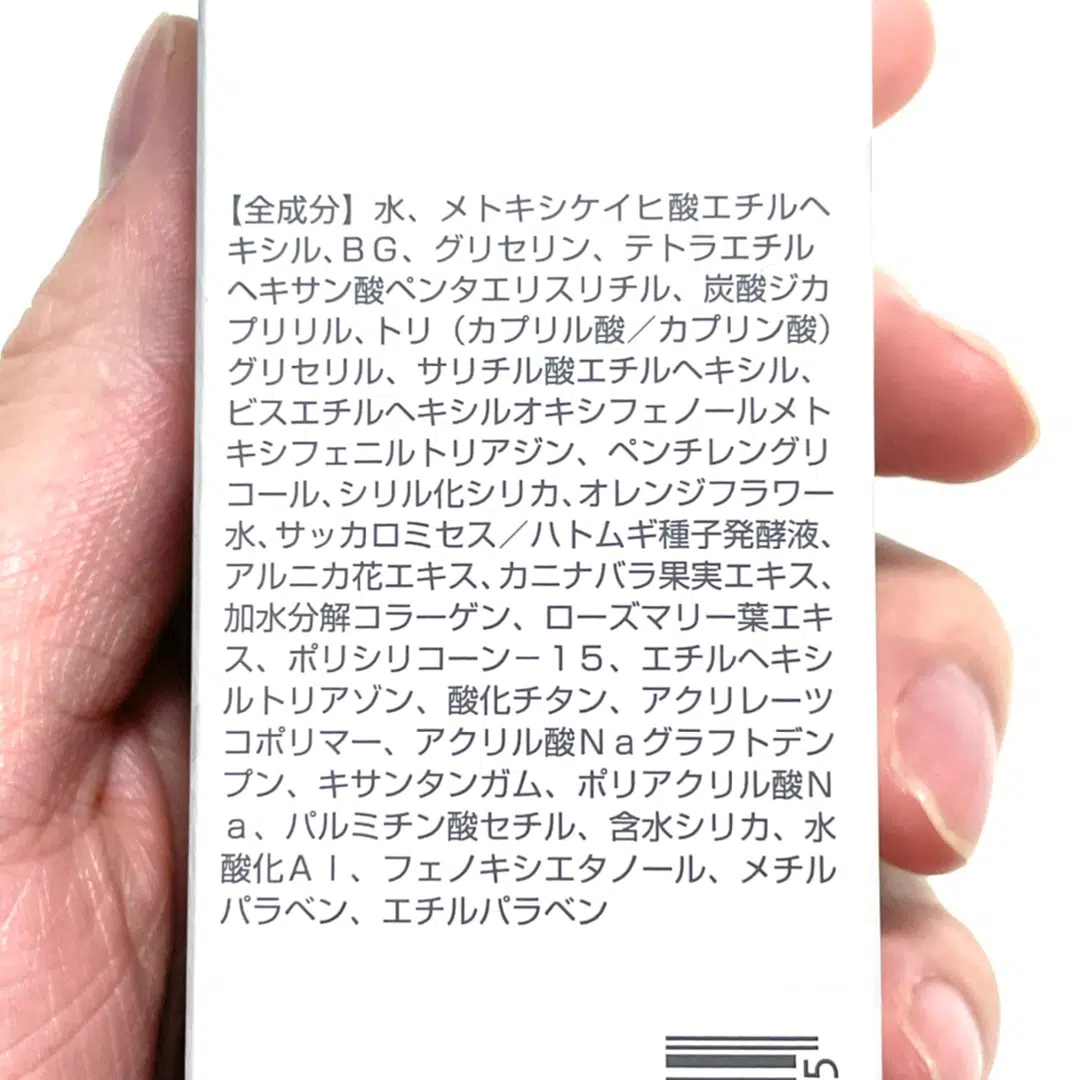 【全成分】水、メトキシケイヒ酸エチルヘ
キシル、BG、グリセリン、テトラエチル
ヘキサン酸ペンタエリスリチル、炭酸ジカ
プリリル、トリ(カプリル酸/カプリン酸)
グリセリル、サリチル酸エチルヘキシル、
ビスエチルヘキシルオキシフェノールメト
キシフェニルトリアジン、ペンチレングリ
コール、シリル化シリカ、オレンジフラワー
水、サッカロミセス/ハトムギ種子発酵液、
アルニカ花エキス、カニナバラ果実エキス、
加水分解コラーゲン、ローズマリー葉エキ
ス、ポリシリコーン-15、エチルヘキシ
ルトリアゾン、酸化チタン、アクリレーツ
コポリマー、アクリル酸Naグラフトデン
プン、キサンタンガム、ポリアクリル酸N
a、パルミチン酸セチル、含水シリカ、水
酸化Al、フェノキシエタノール、メチル
パラベン、エチルパラベン
5